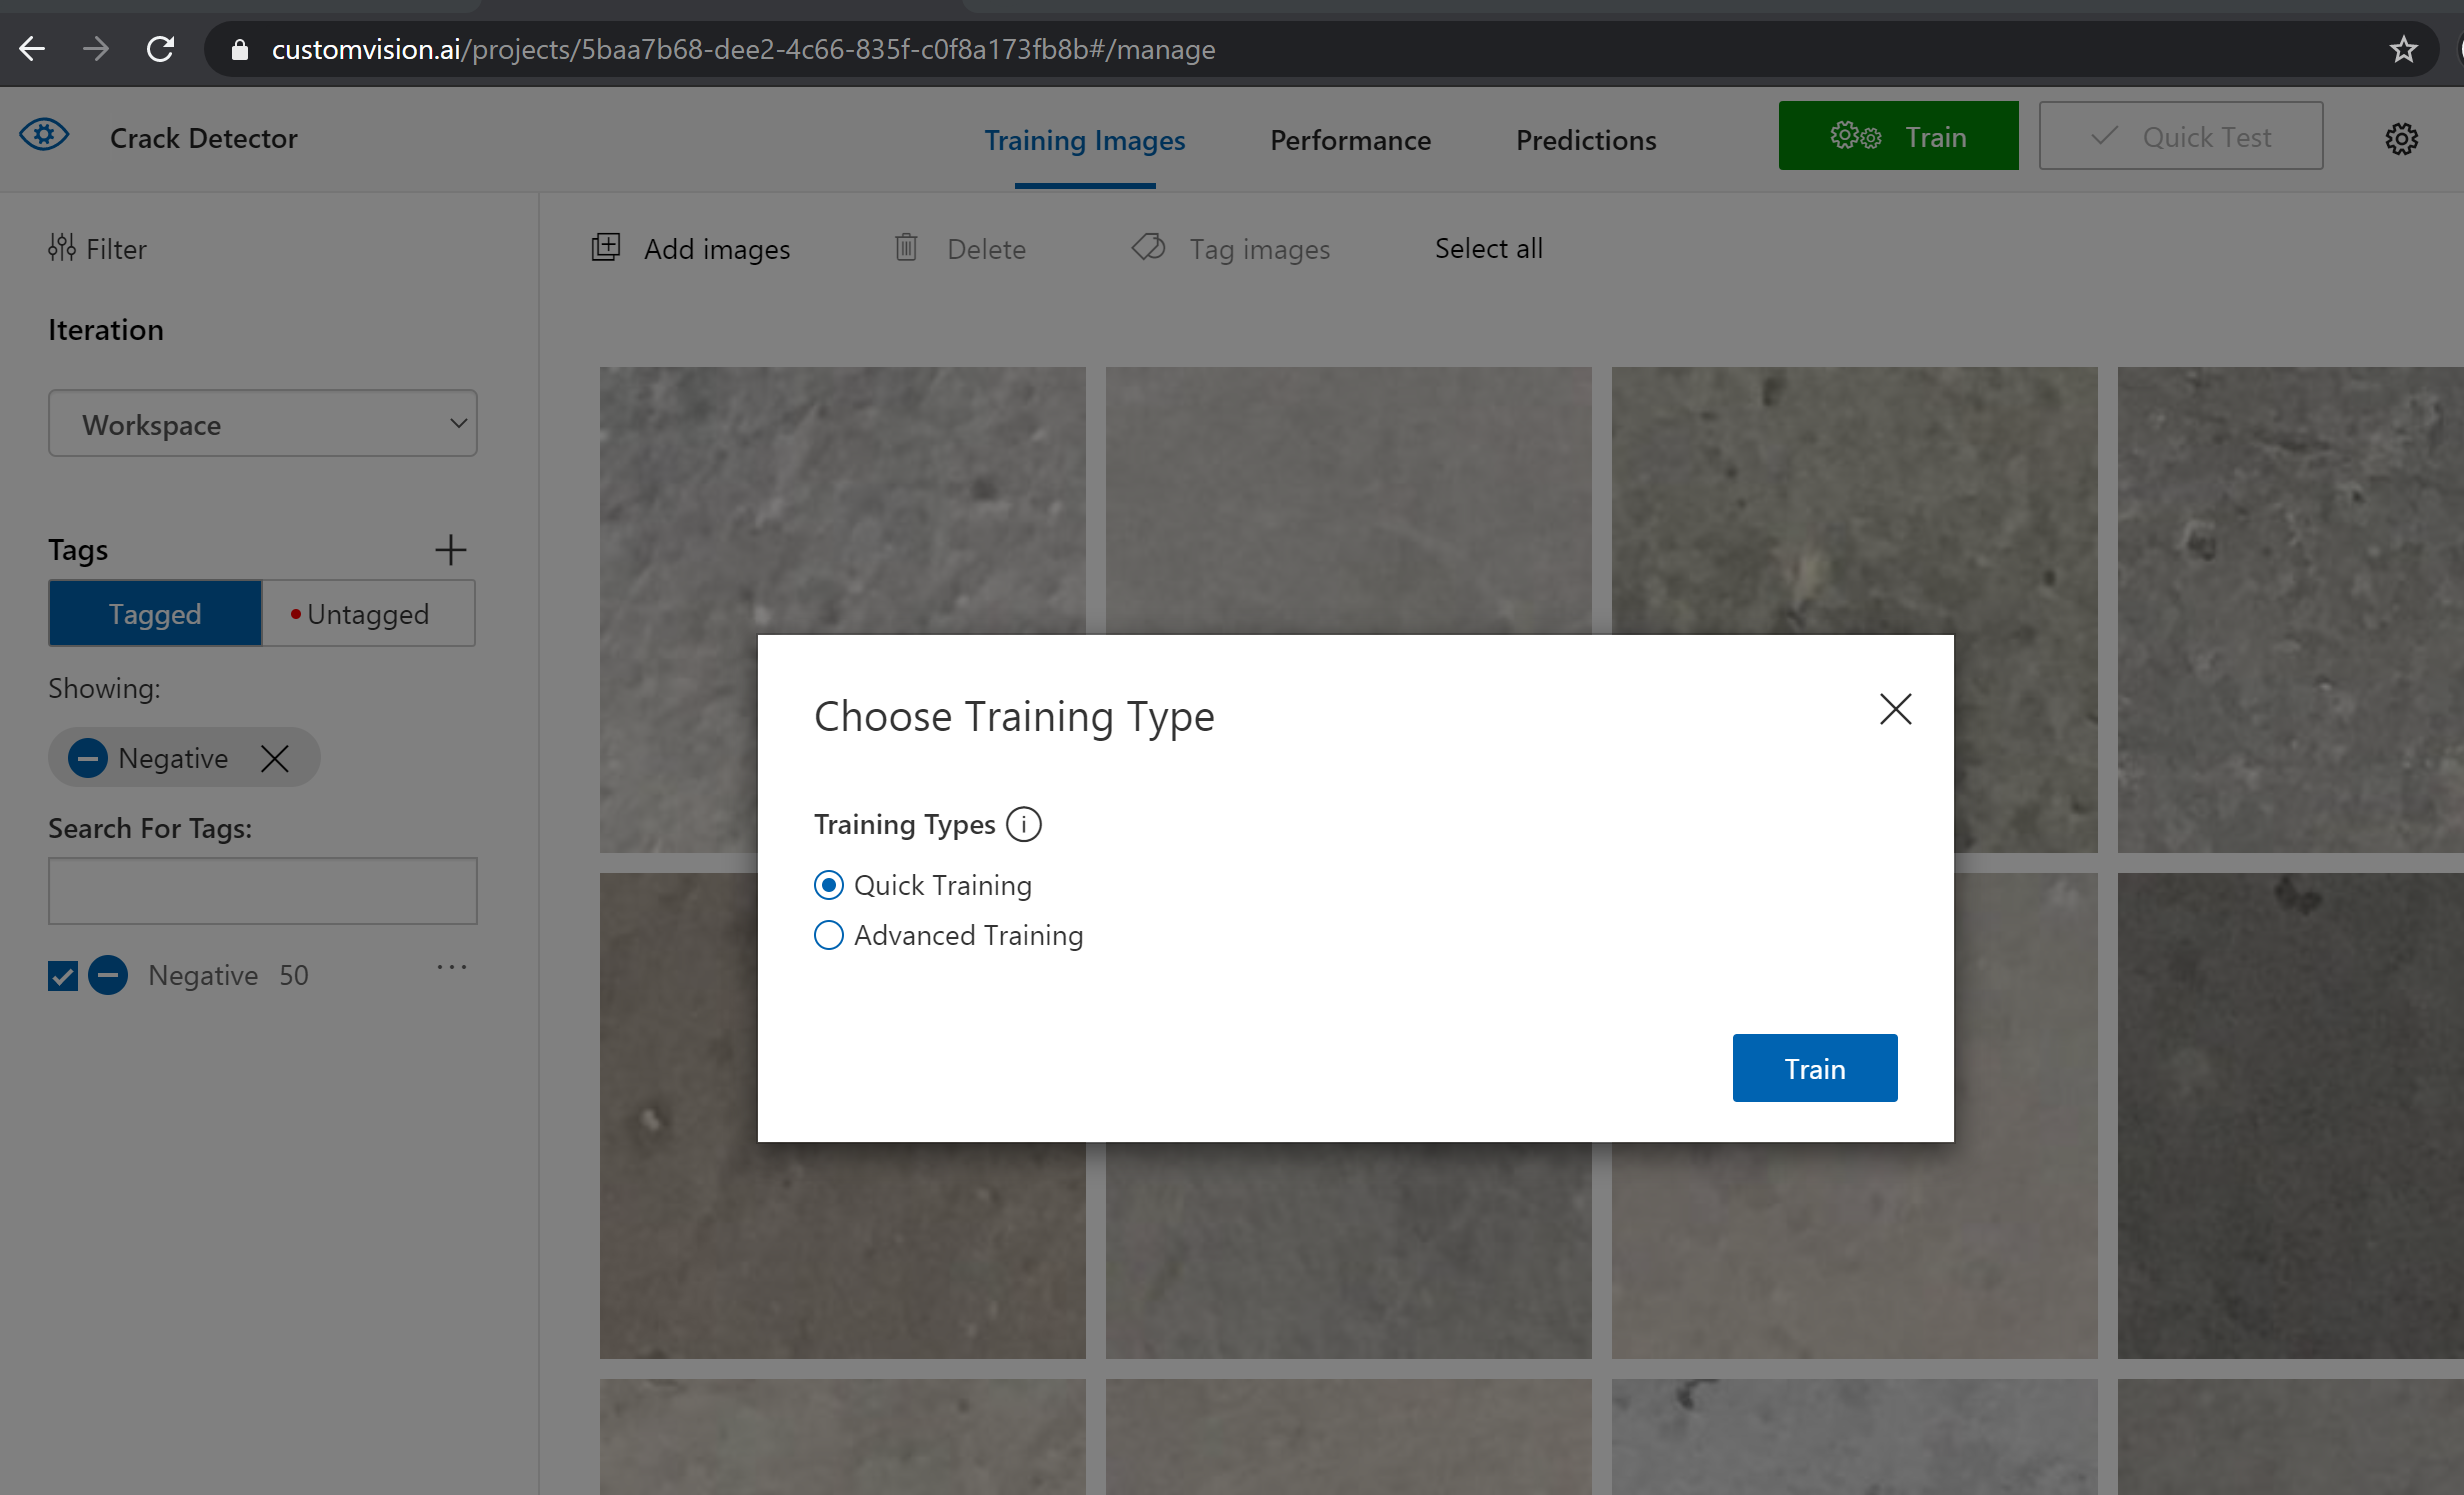 customvision.ai/projects/5baa7b68-dee2-4c66-835f-c0f8a173fb8b#/manage
Crack Detector
Training Images
Performance
Predictions
Train
Quick Test
Filter
Add images
Delete
Tag images
Select all
Iteration
Workspace
Tags
Tagged
Untagged
Showing:
Negative
Search For Tags:
Negative 50
Choose Training Type
Training Types
Quick Training
Advanced Training
Train